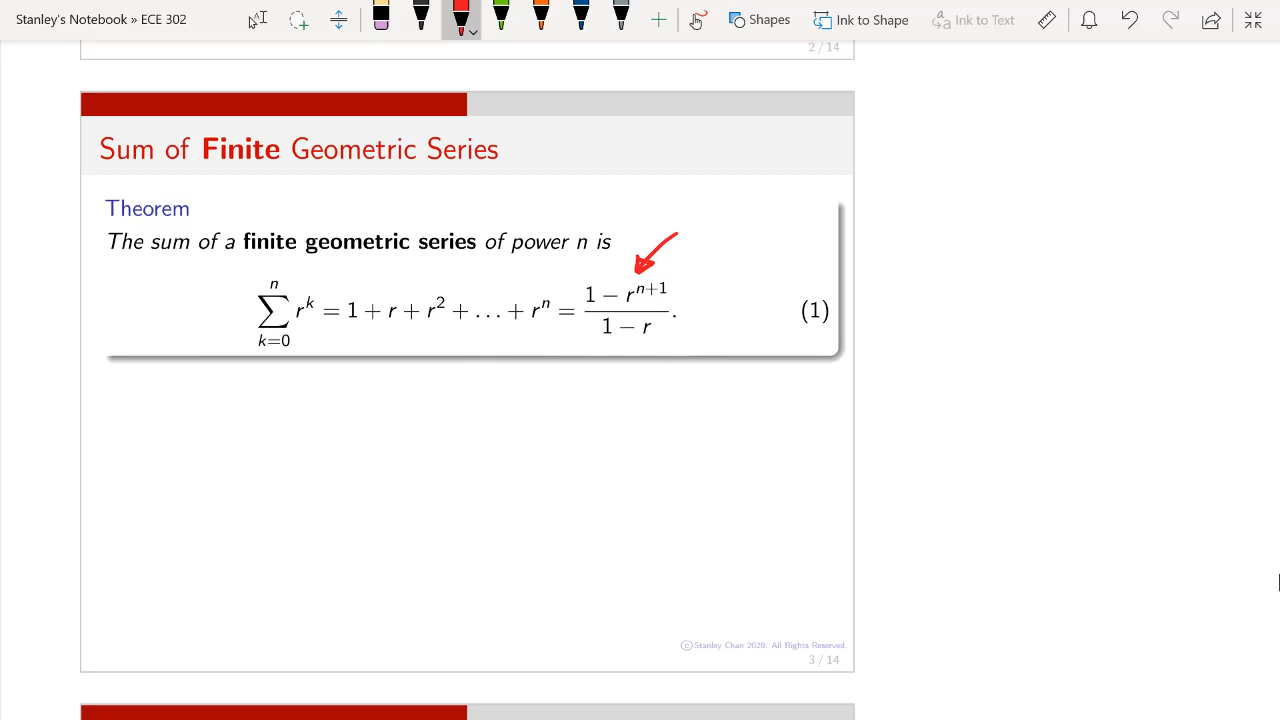 Stanley's Notebook » ECE 302
Shapes
Ink to Shape
Ink to Text
2 / 14
Sum of Finite Geometric Series
Theorem
The sum of a finite geometric series of power n is
∑_{k=0}^{n} r^k = 1 + r + r^2 + . . . + r^n = \frac{1 − r^{n+1}}{1 − r}. (1)
©Stanley Chan 2020. All Rights Reserved.
3 / 14